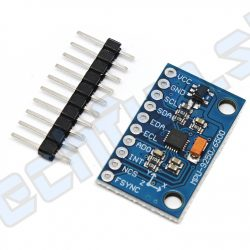 VCC
GND
SCL
SDA
EDA
ECL
ADO
INT
NCS
FSYNC
Y
Z
X
MPU-9250/6500